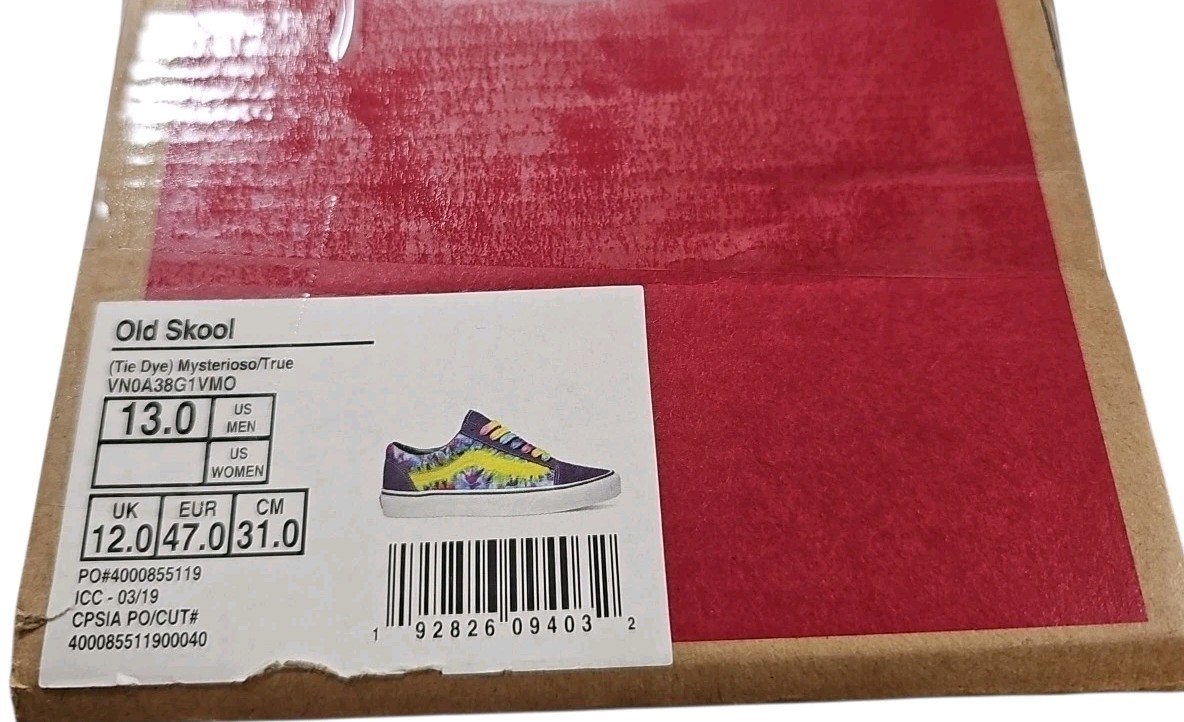 Old Skool
(Tie Dye) Mysterioso/True
VN0A38G1VMO
13.0 US MEN
US WOMEN
UK EUR CM
12.0 47.0 31.0
PO#4000855119
ICC - 03/19
CPSIA PO/CUT#
400085511900040
1 92826 09403 2